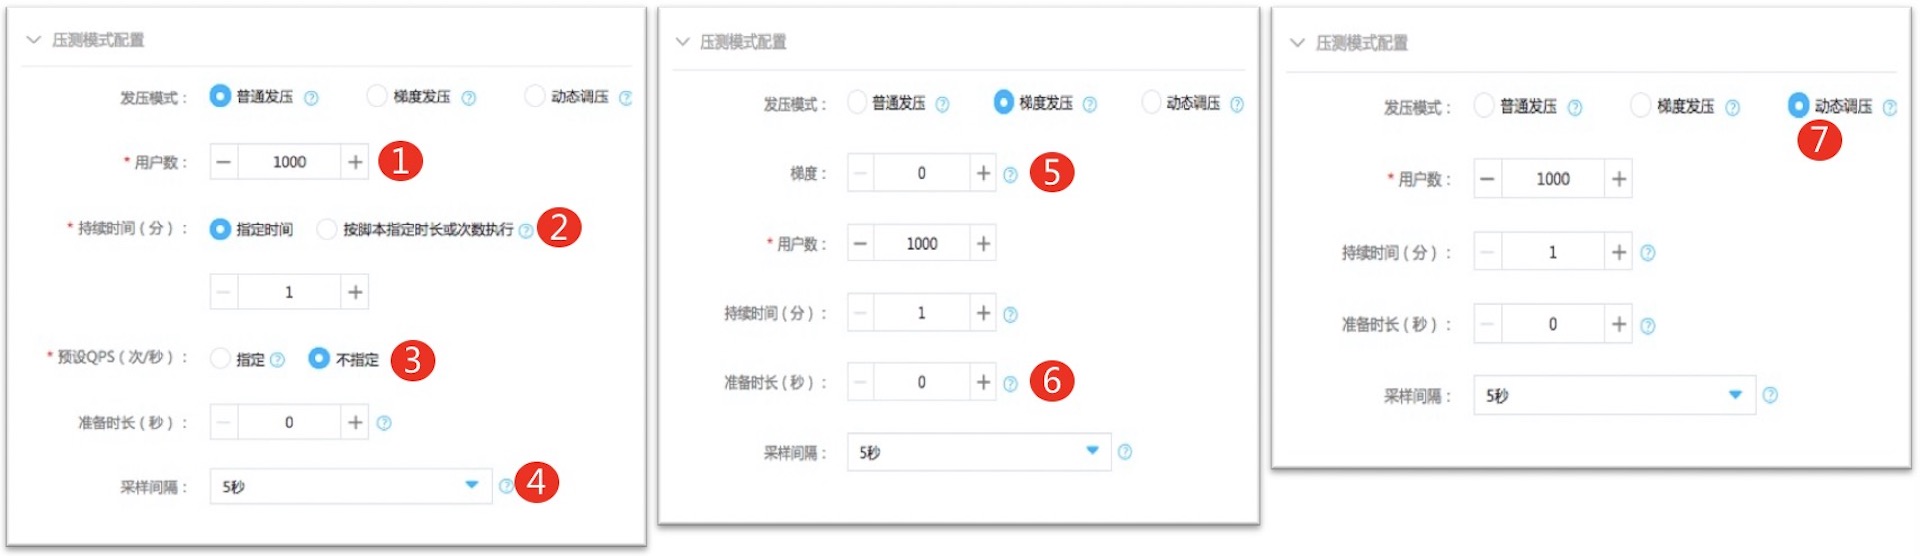 压测模式配置
发压模式： 普通发压 ? 梯度发压 ? 动态调压 ?
* 用户数： − 1000 + 1
* 持续时间（分）： 指定时间 按脚本指定时长或次数执行 ? 2
− 1 +
* 预设QPS（次/秒）： 指定 ? 不指定 3
准备时长（秒）： − 0 + ?
采样间隔： 5秒 ? 4
压测模式配置
发压模式： 普通发压 ? 梯度发压 ? 动态调压 ?
梯度： − 0 + ? 5
* 用户数： − 1000 +
持续时间（分）： − 1 + ?
准备时长（秒）： − 0 + ? 6
采样间隔： 5秒 ?
压测模式配置
发压模式： 普通发压 ? 梯度发压 ? 动态调压 ?
7
* 用户数： − 1000 +
持续时间（分）： − 1 + ?
准备时长（秒）： − 0 + ?
采样间隔： 5秒 ?